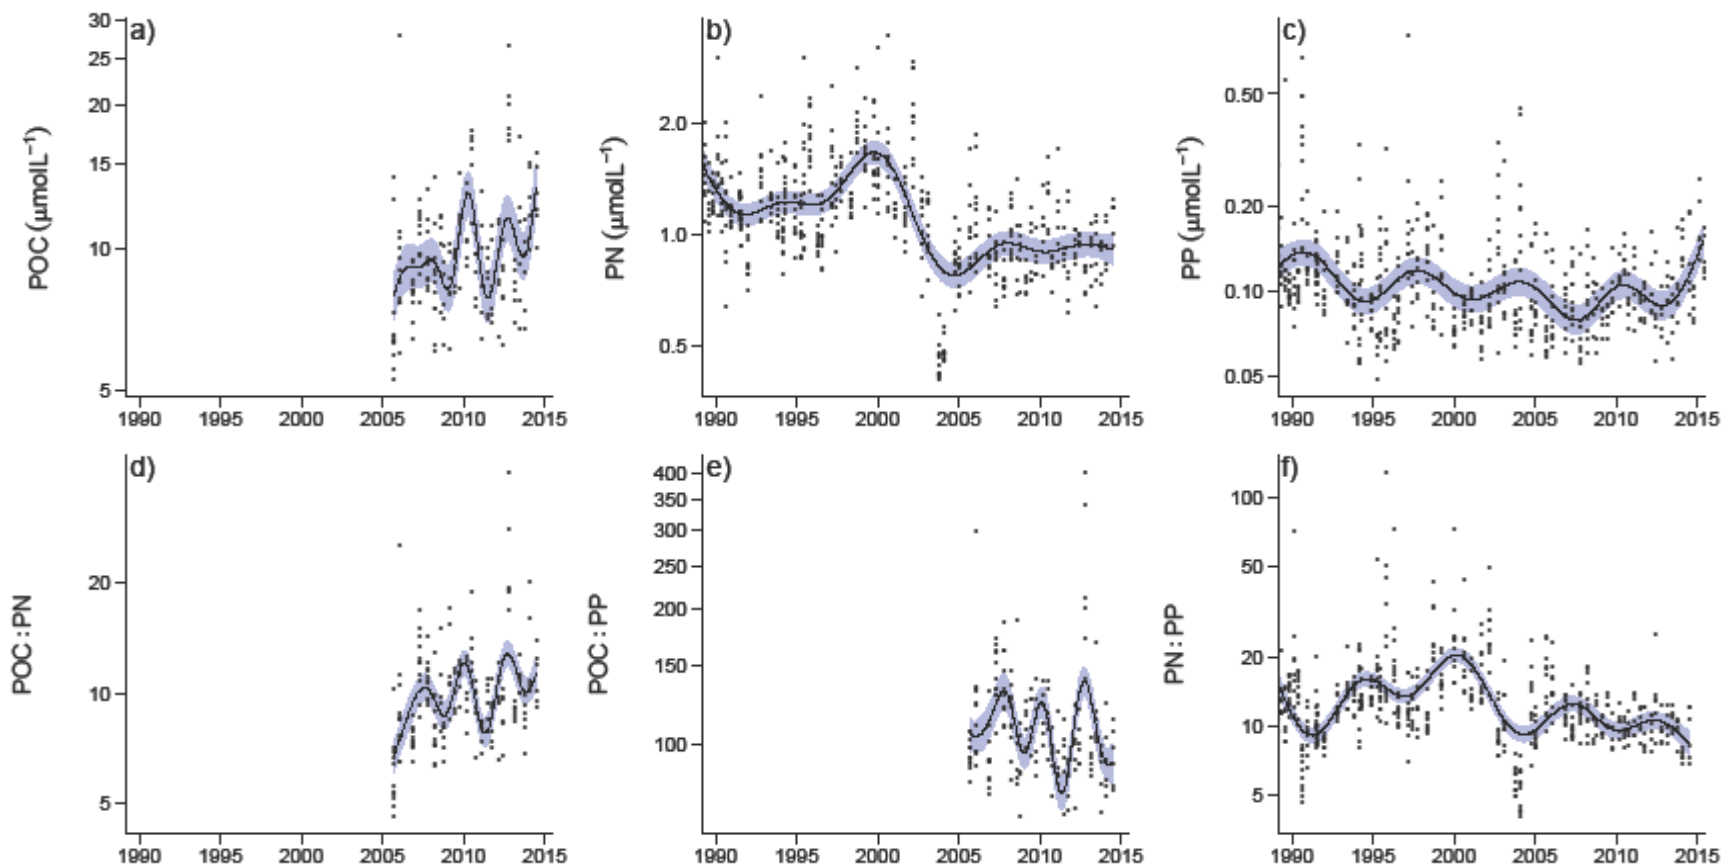 a)
30
25
20
15
10
5
POC (µmolL⁻¹)
1990 1995 2000 2005 2010 2015
b)
2.0
1.0
0.5
PN (µmolL⁻¹)
1990 1995 2000 2005 2010 2015
c)
0.50
0.20
0.10
0.05
PP (µmolL⁻¹)
1990 1995 2000 2005 2010 2015
d)
20
10
5
POC:PN
1990 1995 2000 2005 2010 2015
e)
400
350
300
250
200
150
100
POC:PP
1990 1995 2000 2005 2010 2015
f)
100
50
20
10
5
PN:PP
1990 1995 2000 2005 2010 2015